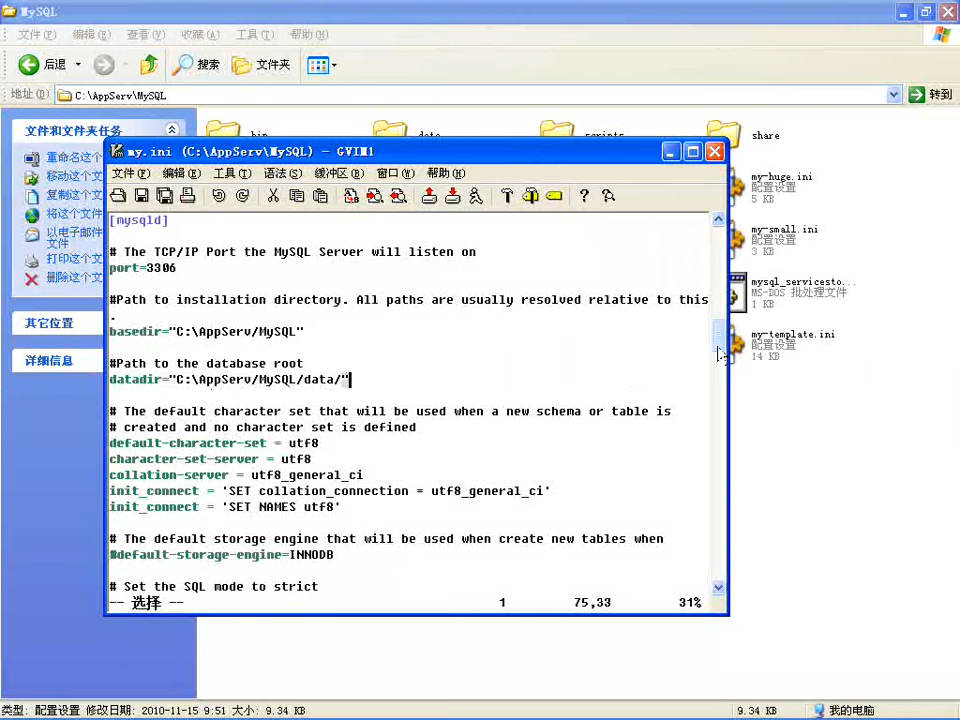 MySQL
文件(F) 编辑(E) 查看(V) 收藏(A) 工具(T) 帮助(H)
后退 搜索 文件夹
地址(D) C:\AppServ\MySQL 转到
文件和文件夹任务
重命名这个
移动这个文
复制这个文
将这个文件
以电子邮件
文件
打印这个文
删除这个文
其它位置
详细信息
bin data scripts share
my-huge.ini
配置设置
5 KB
my-small.ini
配置设置
3 KB
mysql_servicesto...
MS-DOS 批处理文件
1 KB
my-template.ini
配置设置
14 KB
my.ini (C:\AppServ\MySQL) - GVIM1
文件(F) 编辑(E) 工具(T) 语法(S) 缓冲区(B) 窗口(W) 帮助(H)
[mysqld]
# The TCP/IP Port the MySQL Server will listen on
port=3306
#Path to installation directory. All paths are usually resolved relative to this
.
basedir="C:\AppServ/MySQL"
#Path to the database root
datadir="C:\AppServ/MySQL/data/"
# The default character set that will be used when a new schema or table is
# created and no character set is defined
default-character-set = utf8
character-set-server = utf8
collation-server = utf8_general_ci
init_connect = 'SET collation_connection = utf8_general_ci'
init_connect = 'SET NAMES utf8'
# The default storage engine that will be used when create new tables when
#default-storage-engine=INNODB
# Set the SQL mode to strict
-- 选择 -- 1 75,33 31%
类型: 配置设置 修改日期: 2010-11-15 9:51 大小: 9.34 KB 9.34 KB 我的电脑